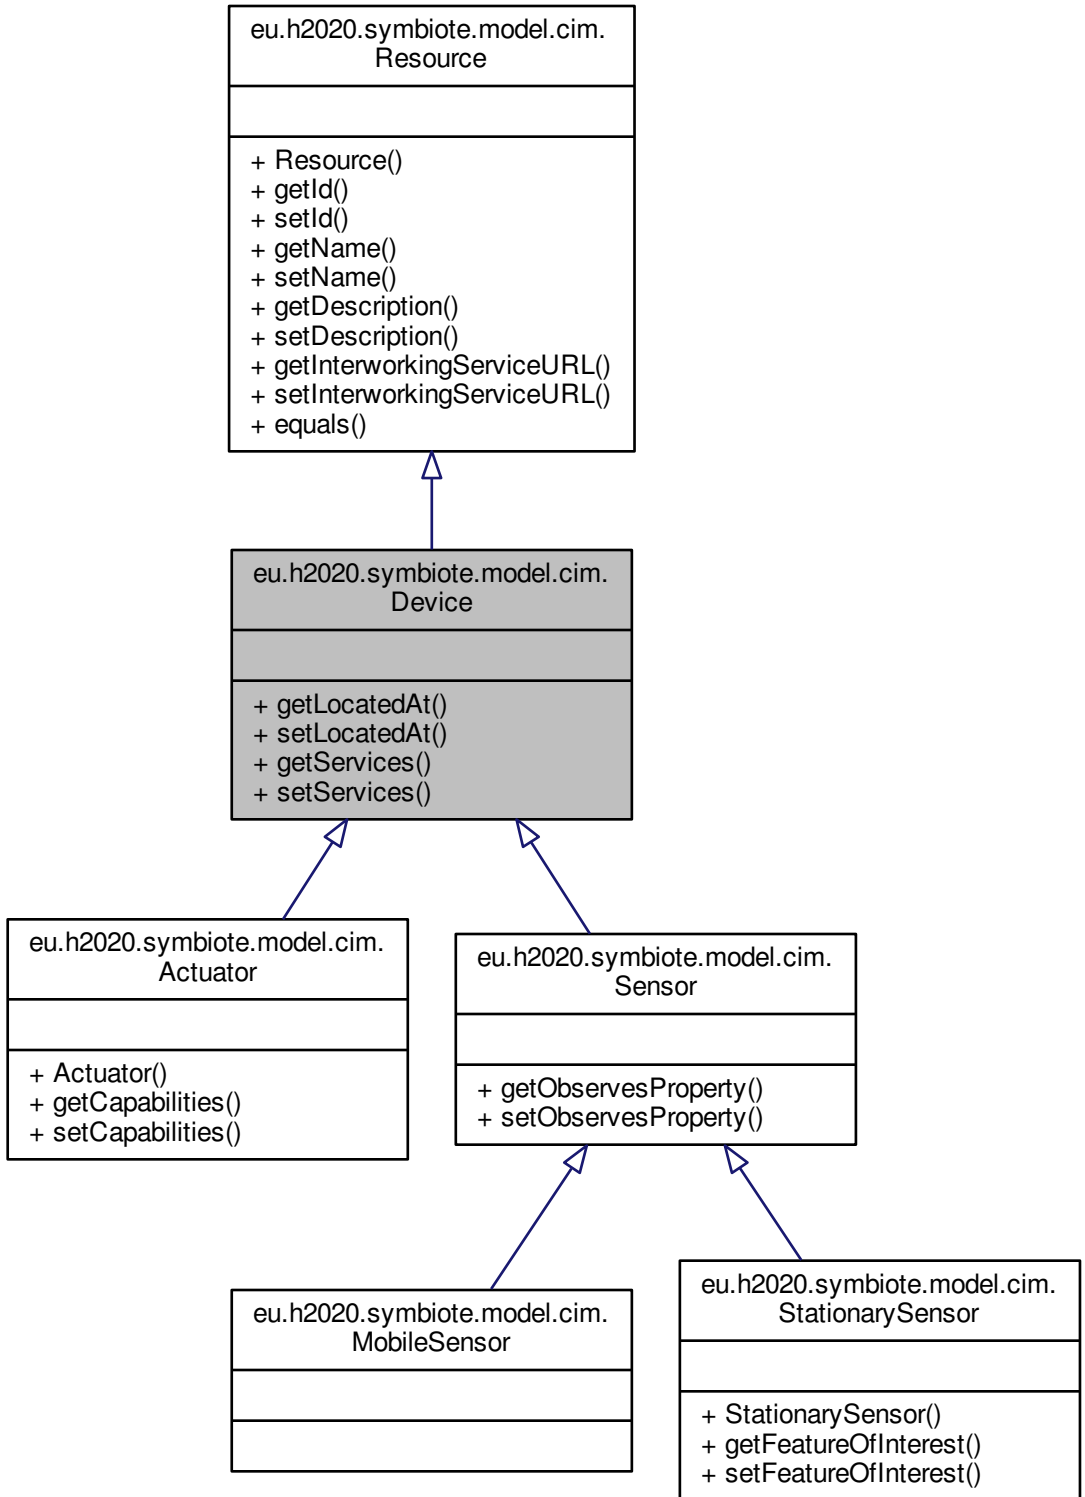 eu.h2020.symbiote.model.cim.
Resource
+ Resource()
+ getId()
+ setId()
+ getName()
+ setName()
+ getDescription()
+ setDescription()
+ getInterworkingServiceURL()
+ setInterworkingServiceURL()
+ equals()
eu.h2020.symbiote.model.cim.
Device
+ getLocatedAt()
+ setLocatedAt()
+ getServices()
+ setServices()
eu.h2020.symbiote.model.cim.
Actuator
+ Actuator()
+ getCapabilities()
+ setCapabilities()
eu.h2020.symbiote.model.cim.
Sensor
+ getObservesProperty()
+ setObservesProperty()
eu.h2020.symbiote.model.cim.
MobileSensor
eu.h2020.symbiote.model.cim.
StationarySensor
+ StationarySensor()
+ getFeatureOfInterest()
+ setFeatureOfInterest()